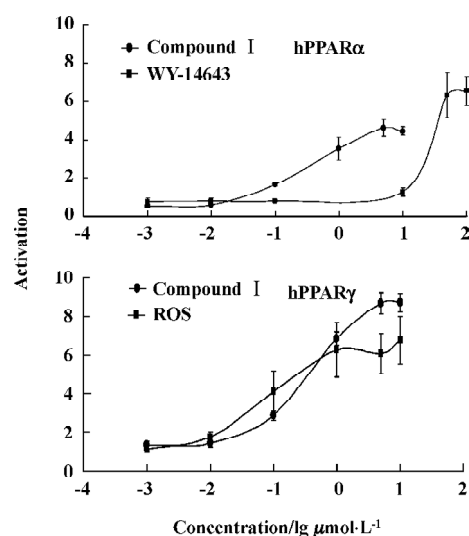 Compound I hPPARα
WY-14643
8
6
4
2
0
-4 -3 -2 -1 0 1 2
Activation
Compound I hPPARγ
ROS
10
8
6
4
2
0
-4 -3 -2 -1 0 1 2
Concentration/lg μmol·L-1